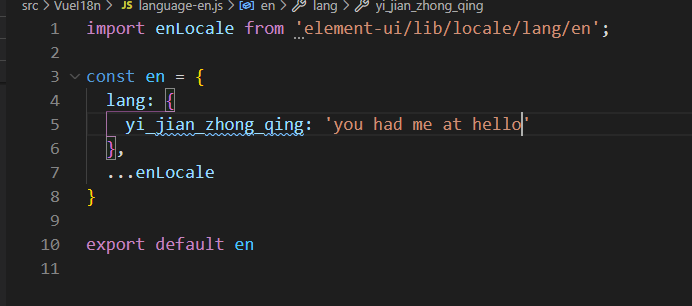 src > VueI18n > JS language-en.js > en > lang > yi_jian_zhong_qing
1 import enLocale from 'element-ui/lib/locale/lang/en';
2
3 const en = {
4 lang: {
5 yi_jian_zhong_qing: 'you had me at hello'
6 },
7 ...enLocale
8 }
9
10 export default en
11